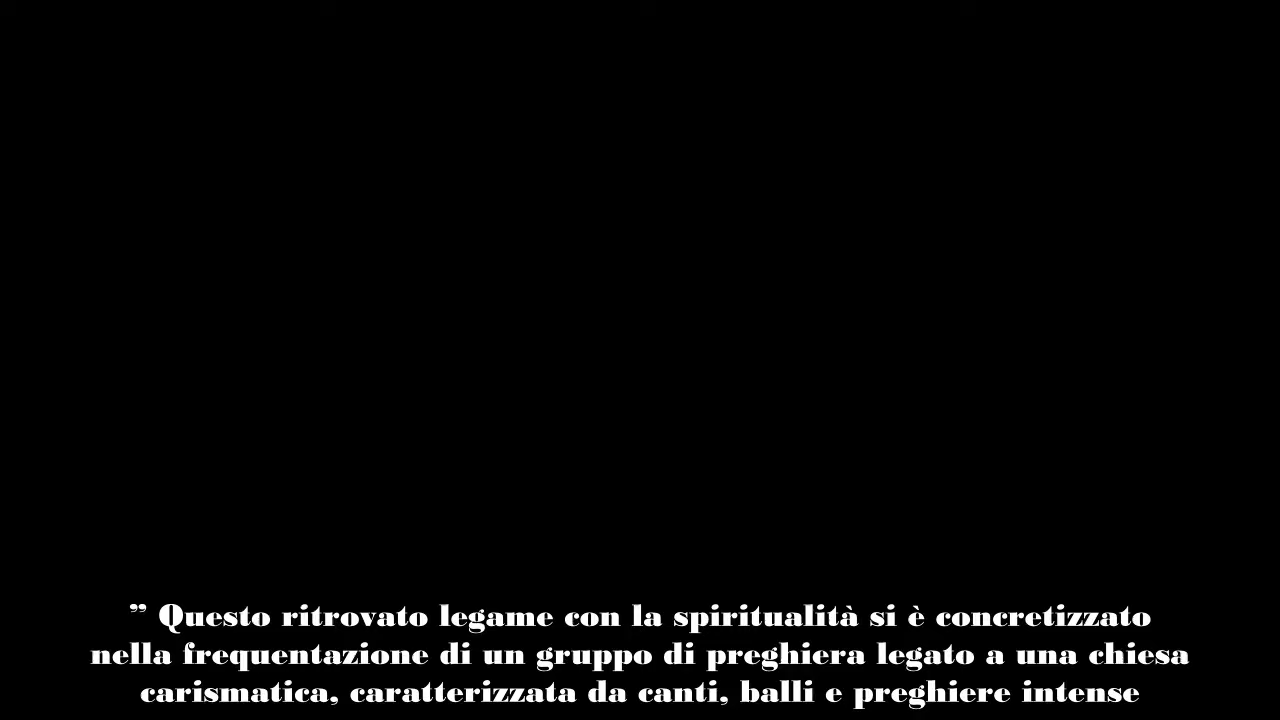 ” Questo ritrovato legame con la spiritualità si è concretizzato
nella frequentazione di un gruppo di preghiera legato a una chiesa
carismatica, caratterizzata da canti, balli e preghiere intense